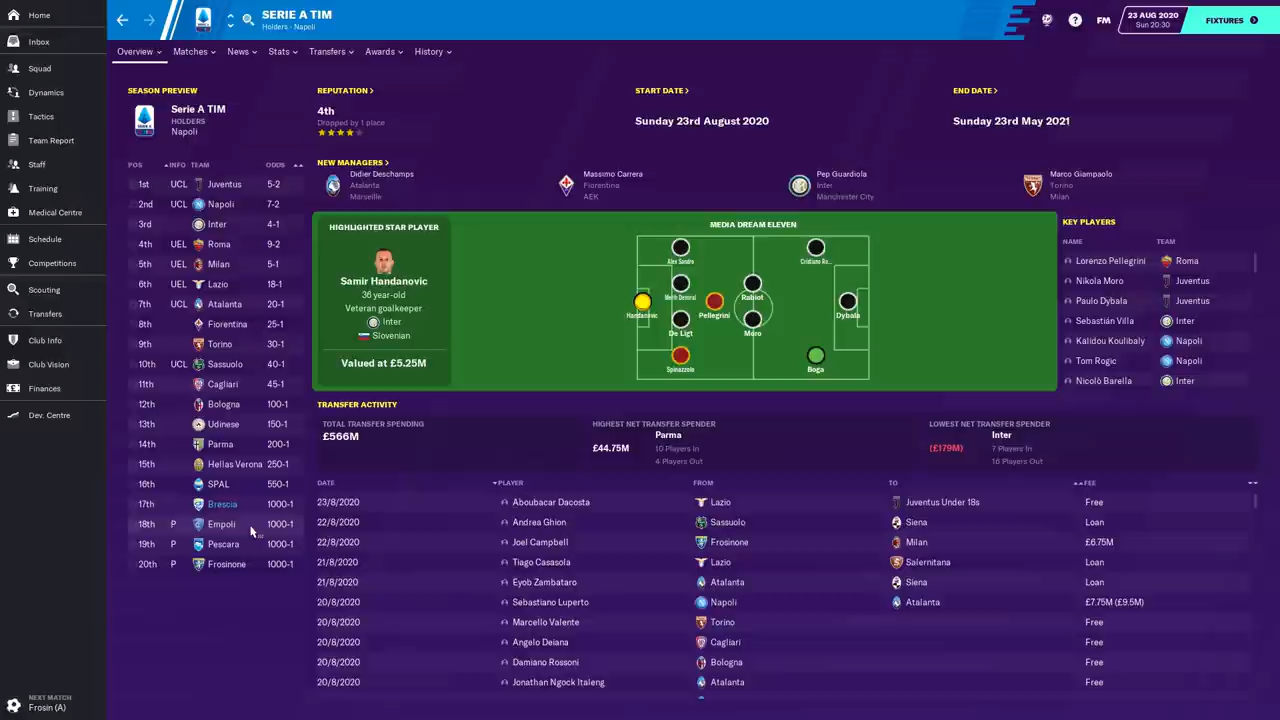 Home
Inbox
Squad
Dynamics
Tactics
Team Report
Staff
Training
Medical Centre
Schedule
Competitions
Scouting
Transfers
Club Info
Club Vision
Finances
Dev. Centre
NEXT MATCH
Frosin (A)
SERIE A TIM
Holders - Napoli
FM
23 AUG 2020
Sun 20:30
FIXTURES
Overview
Matches
News
Stats
Transfers
Awards
History
SEASON PREVIEW
Serie A TIM
HOLDERS
Napoli
REPUTATION >
4th
Dropped by 1 place
START DATE >
Sunday 23rd August 2020
END DATE >
Sunday 23rd May 2021
NEW MANAGERS >
Didier Deschamps
Atalanta
Marseille
Massimo Carrera
Fiorentina
AEK
Pep Guardiola
Inter
Manchester City
Marco Giampaolo
Torino
Milan
POS INFO TEAM ODDS
1st UCL Juventus 5-2
2nd UCL Napoli 7-2
3rd Inter 4-1
4th UEL Roma 9-2
5th UEL Milan 5-1
6th UEL Lazio 18-1
7th UCL Atalanta 20-1
8th Fiorentina 25-1
9th Torino 30-1
10th UCL Sassuolo 40-1
11th Cagliari 45-1
12th Bologna 100-1
13th Udinese 150-1
14th Parma 200-1
15th Hellas Verona 250-1
16th SPAL 550-1
17th Brescia 1000-1
18th P Empoli 1000-1
19th P Pescara 1000-1
20th P Frosinone 1000-1
HIGHLIGHTED STAR PLAYER
Samir Handanovic
36 year-old
Veteran goalkeeper
Inter
Slovenian
Valued at £5.25M
MEDIA DREAM ELEVEN
Alex Sandro
Cristiano Ro...
Merih Demiral
Rabiot
Handanovic
Pellegrini
Dybala
De Ligt
Moro
Spinazzola
Boga
KEY PLAYERS
NAME TEAM
Lorenzo Pellegrini Roma
Nikola Moro Juventus
Paulo Dybala Juventus
Sebastián Villa Inter
Kalidou Koulibaly Napoli
Tom Rogic Napoli
Nicolò Barella Inter
TRANSFER ACTIVITY
TOTAL TRANSFER SPENDING
£566M
HIGHEST NET TRANSFER SPENDER
£44.75M
Parma
10 Players In
4 Players Out
LOWEST NET TRANSFER SPENDER
(£179M)
Inter
7 Players In
16 Players Out
DATE PLAYER FROM TO FEE
23/8/2020 Aboubacar Dacosta Lazio Juventus Under 18s Free
22/8/2020 Andrea Ghion Sassuolo Siena Loan
22/8/2020 Joel Campbell Frosinone Milan £6.75M
21/8/2020 Tiago Casasola Lazio Salernitana Loan
21/8/2020 Eyob Zambataro Atalanta Siena Loan
20/8/2020 Sebastiano Luperto Napoli Atalanta £7.75M (£9.5M)
20/8/2020 Marcello Valente Torino Free
20/8/2020 Angelo Deiana Cagliari Free
20/8/2020 Damiano Rossoni Bologna Free
20/8/2020 Jonathan Ngock Italeng Atalanta Free